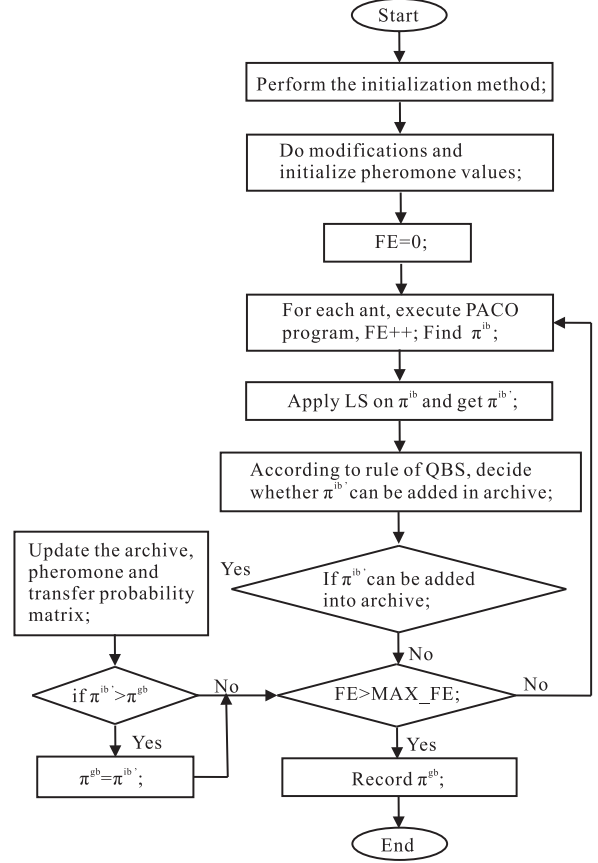 Start
Perform the initialization method;
Do modifications and
initialize pheromone values;
FE=0;
For each ant, execute PACO
program, FE++; Find π^ib;
Apply LS on π^ib and get π^ib';
According to rule of QBS, decide
whether π^ib' can be added in archive;
Yes
If π^ib' can be added
into archive;
No
Update the archive,
pheromone and
transfer probability
matrix;
if π^ib'>π^gb
No
Yes
π^gb=π^ib';
FE>MAX_FE;
No
Yes
Record π^gb;
End